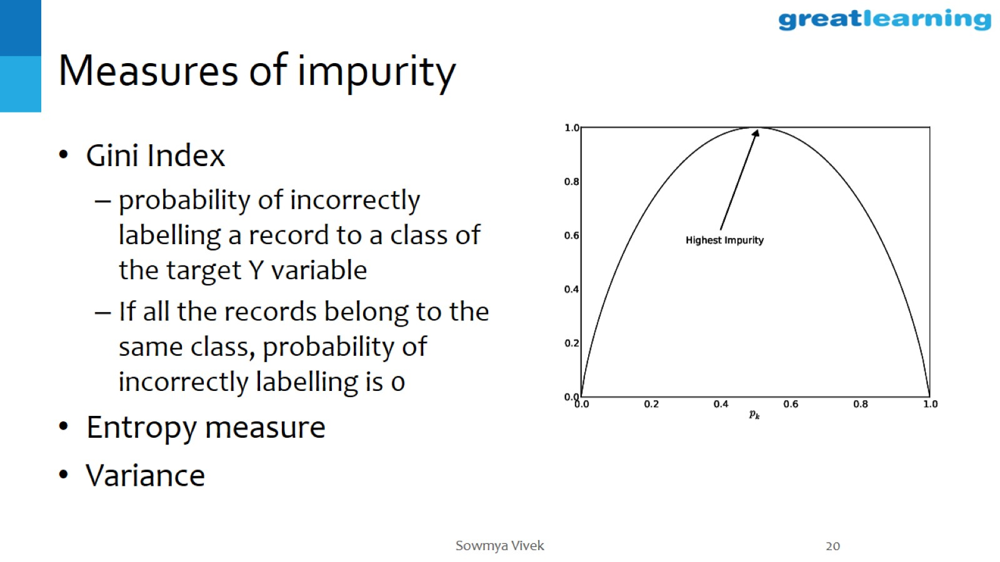 greatlearning
Measures of impurity
• Gini Index
– probability of incorrectly
labelling a record to a class of
the target Y variable
– If all the records belong to the
same class, probability of
incorrectly labelling is 0
• Entropy measure
• Variance
1.0
0.8
0.6
0.4
0.2
0.0
Highest Impurity
0.0 0.2 0.4 0.6 0.8 1.0
pk
Sowmya Vivek 20